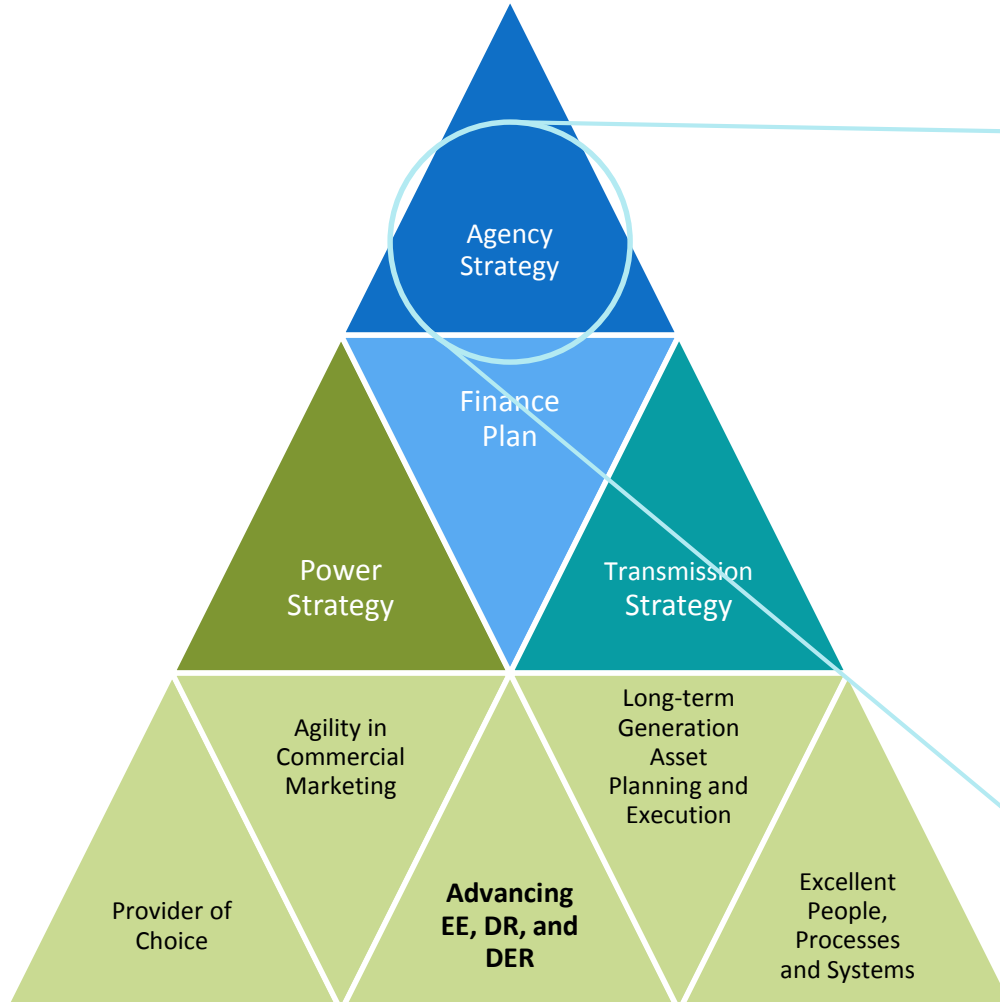 Agency
Strategy
Finance
Plan
Power
Strategy
Transmission
Strategy
Provider of
Choice
Agility in
Commercial
Marketing
Advancing
EE, DR, and
DER
Long-term
Generation
Asset
Planning and
Execution
Excellent
People,
Processes
and Systems